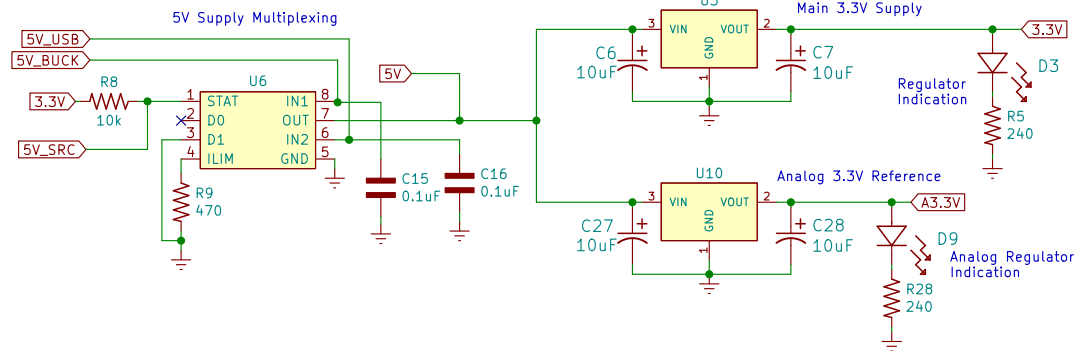 5V Supply Multiplexing
5V_USB
5V_BUCK
5V
R8
10k
3.3V
5V_SRC
U6
1 STAT IN1 8
2 D0 OUT 7
3 D1 IN2 6
4 ILIM GND 5
R9
470
C15
0.1uF
C16
0.1uF
Main 3.3V Supply
3 VIN VOUT 2
GND
1
C6
10uF
C7
10uF
3.3V
D3
Regulator
Indication
R5
240
U10
Analog 3.3V Reference
3 VIN VOUT 2
GND
1
C27
10uF
C28
10uF
A3.3V
D9
Analog Regulator
Indication
R28
240